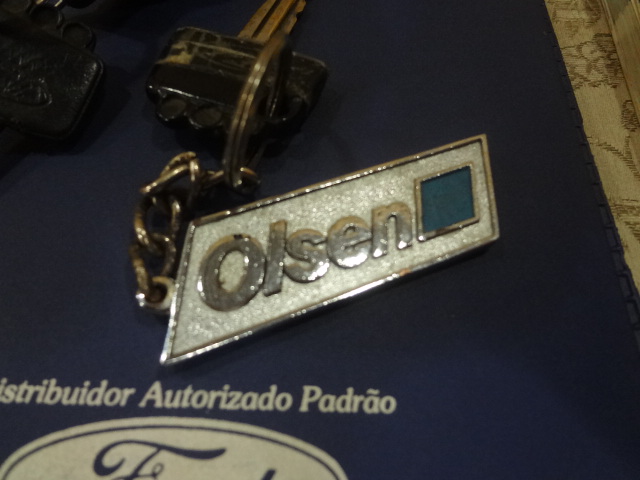 Olsen
istribuidor Autorizado Padrão